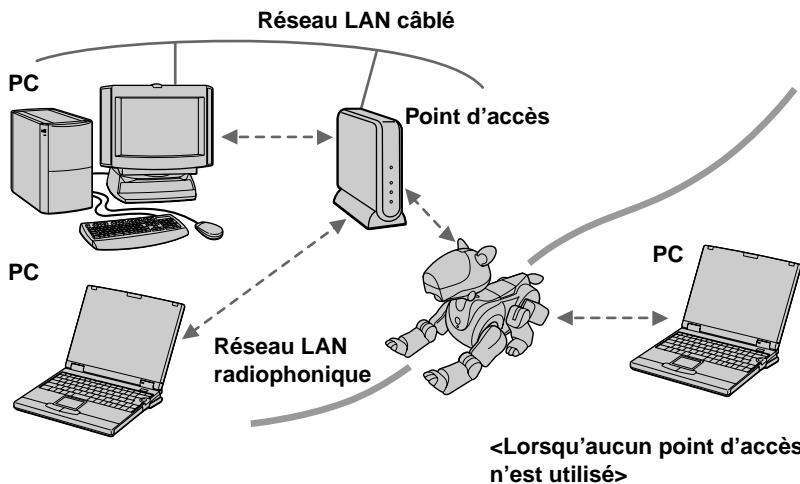 Réseau LAN câblé
PC
Point d'accès
PC
PC
Réseau LAN
radiophonique
<Lorsqu'aucun point d'accès
n'est utilisé>